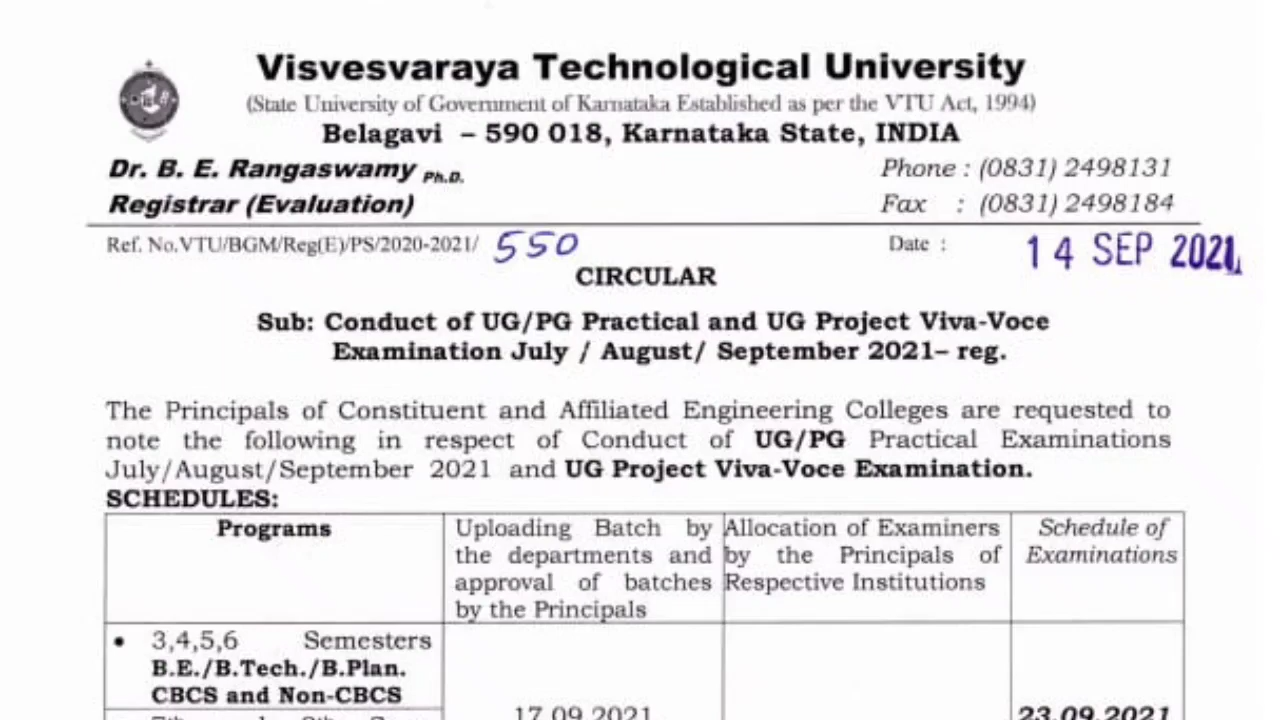 Visvesvaraya Technological University
(State University of Government of Karnataka Established as per the VTU Act, 1994)
Belagavi – 590 018, Karnataka State, INDIA
Dr. B. E. Rangaswamy Ph.D.
Phone : (0831) 2498131
Registrar (Evaluation)
Fax : (0831) 2498184
Ref. No.VTU/BGM/Reg(E)/PS/2020-2021/ 550
Date : 14 SEP 2021
CIRCULAR
Sub: Conduct of UG/PG Practical and UG Project Viva-Voce
Examination July / August/ September 2021– reg.
The Principals of Constituent and Affiliated Engineering Colleges are requested to
note the following in respect of Conduct of UG/PG Practical Examinations
July/August/September 2021 and UG Project Viva-Voce Examination.
SCHEDULES:
Programs
Uploading Batch by
the departments and
approval of batches
by the Principals
Allocation of Examiners
by the Principals of
Respective Institutions
Schedule of
Examinations
• 3,4,5,6 Semesters
B.E./B.Tech./B.Plan.
CBCS and Non-CBCS
17.09.2021
23.09.2021